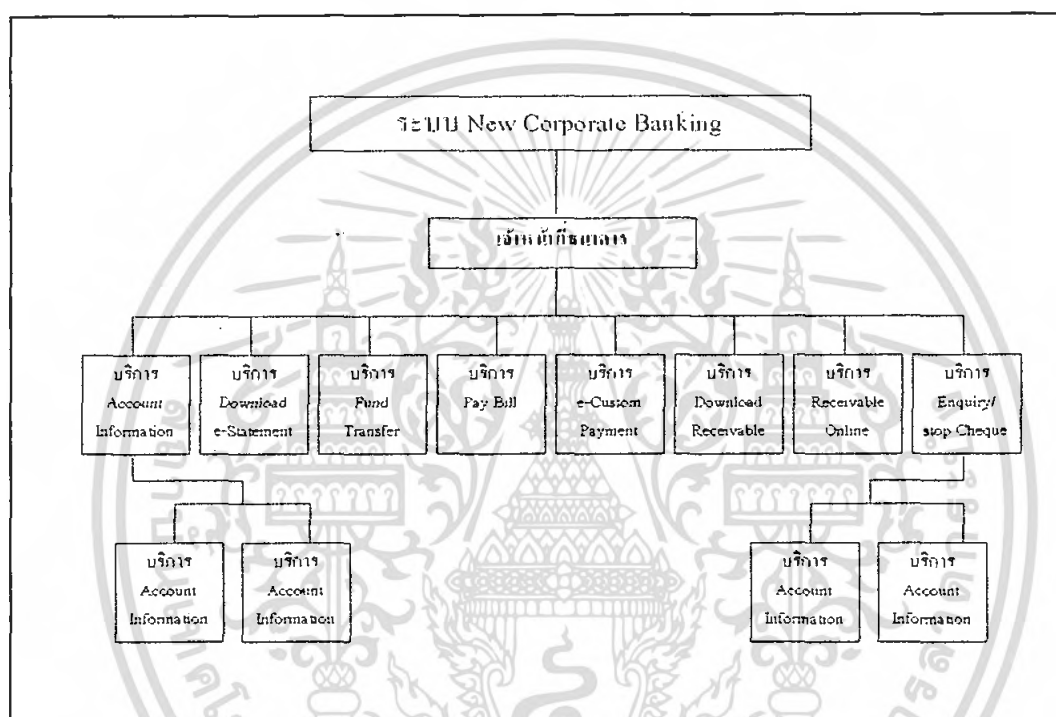 ระบบ New Corporate Banking
เจ้าหน้าที่ธนาคาร
บริการ
Account
Information
บริการ
Download
e-Statement
บริการ
Fund
Transfer
บริการ
Pay Bill
บริการ
e-Custom
Payment
บริการ
Download
Receivable
บริการ
Receivable
Online
บริการ
Enquiry/
stop Cheque
บริการ
Account
Information
บริการ
Account
Information
บริการ
Account
Information
บริการ
Account
Information